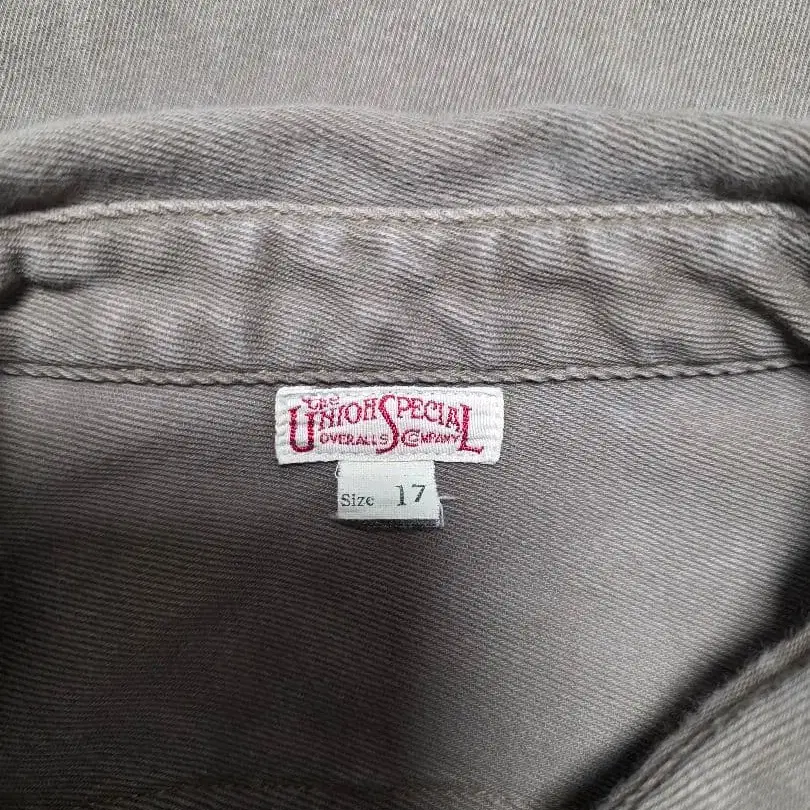 The
Union Special
Overalls Company
Size 17